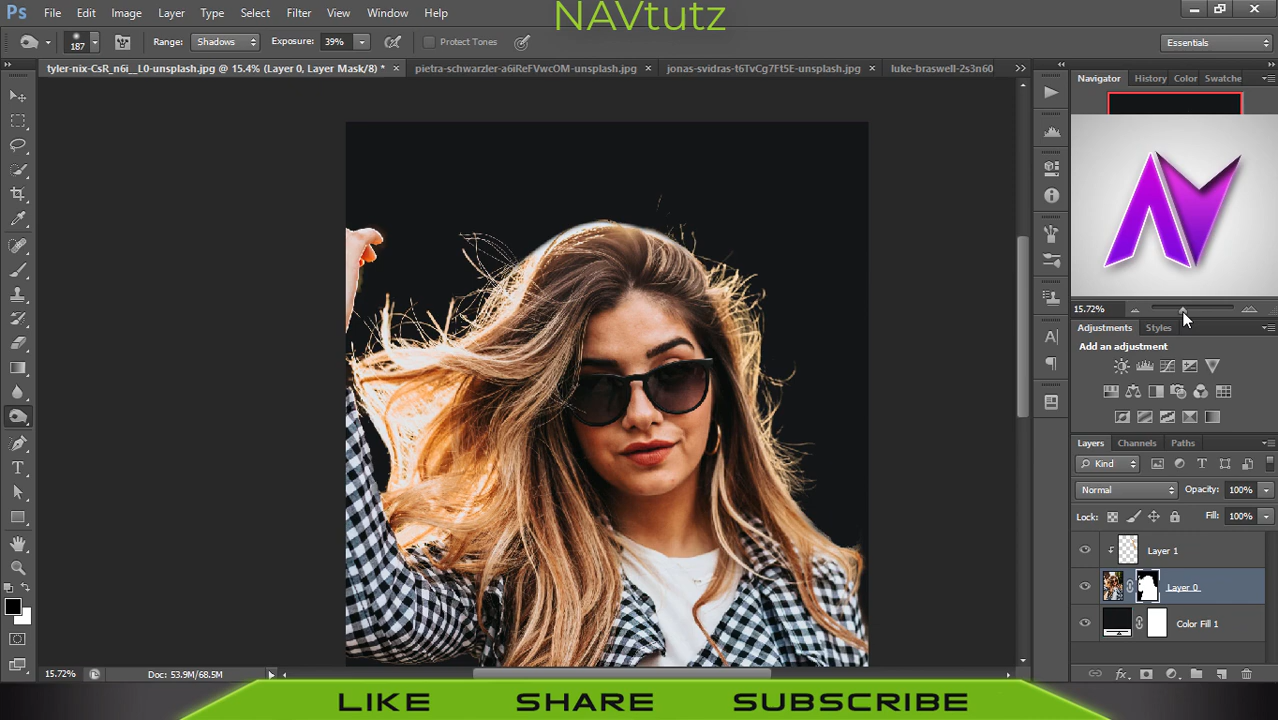 NAVtutz
Ps File Edit Image Layer Type Select Filter View Window Help
187 Range: Shadows Exposure: 39% Protect Tones Essentials
tyler-nix-CsR_n6i__L0-unsplash.jpg @ 15.4% (Layer 0, Layer Mask/8) * × pietra-schwarzler-a6iReFVwcOM-unsplash.jpg × jonas-svidras-t6TvCg7Ft5E-unsplash.jpg × luke-braswell-2s3n60
Navigator History Color Swatche
15.72%
Adjustments Styles
Add an adjustment
Layers Channels Paths
Kind
Normal Opacity: 100%
Lock: Fill: 100%
Layer 1
Layer 0
Color Fill 1
15.72% Doc: 53.9M/68.5M
LIKE SHARE SUBSCRIBE